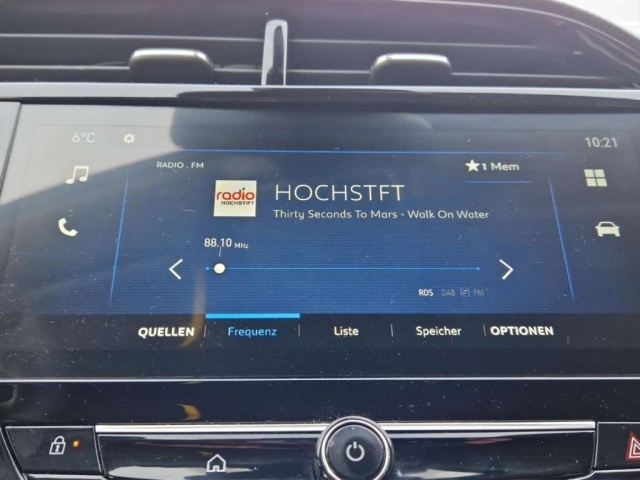 6°C
10:21
RADIO . FM
1 Mem
radio
HOCHSTIFT
HOCHSTFT
Thirty Seconds To Mars - Walk On Water
88.10 MHz
RDS DAB FM
QUELLEN Frequenz Liste Speicher OPTIONEN